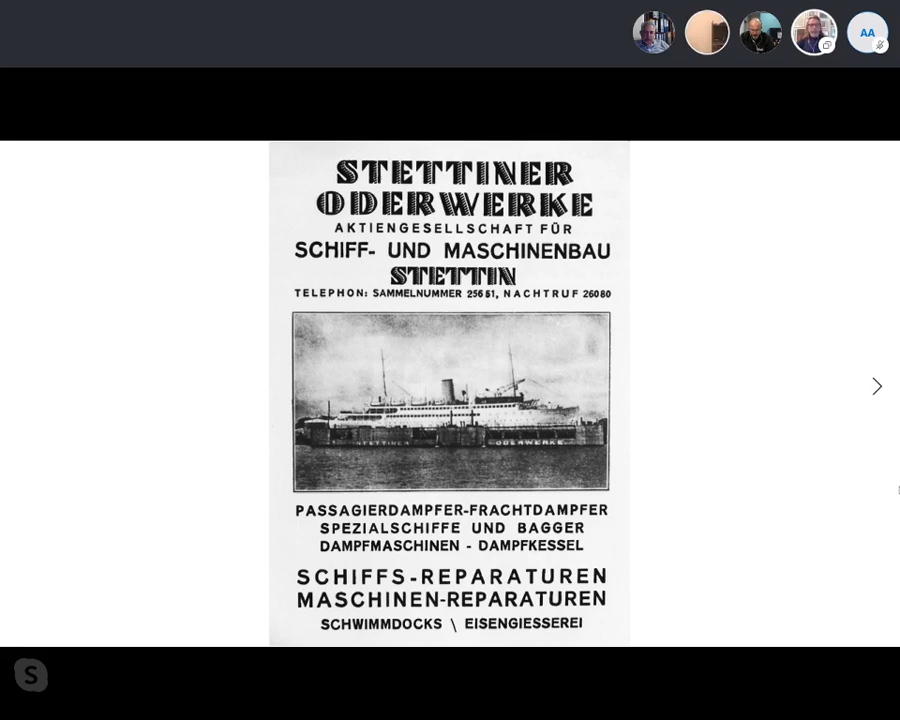 AA
STETTINER
ODERWERKE
AKTIENGESELLSCHAFT FÜR
SCHIFF- UND MASCHINENBAU
STETTIN
TELEPHON: SAMMELNUMMER 25651, NACHTRUF 26080
STETTINER ODERWERKE
PASSAGIERDAMPFER-FRACHTDAMPFER
SPEZIALSCHIFFE UND BAGGER
DAMPFMASCHINEN - DAMPFKESSEL
SCHIFFS-REPARATUREN
MASCHINEN-REPARATUREN
SCHWIMMDOCKS \ EISENGIESSEREI
S